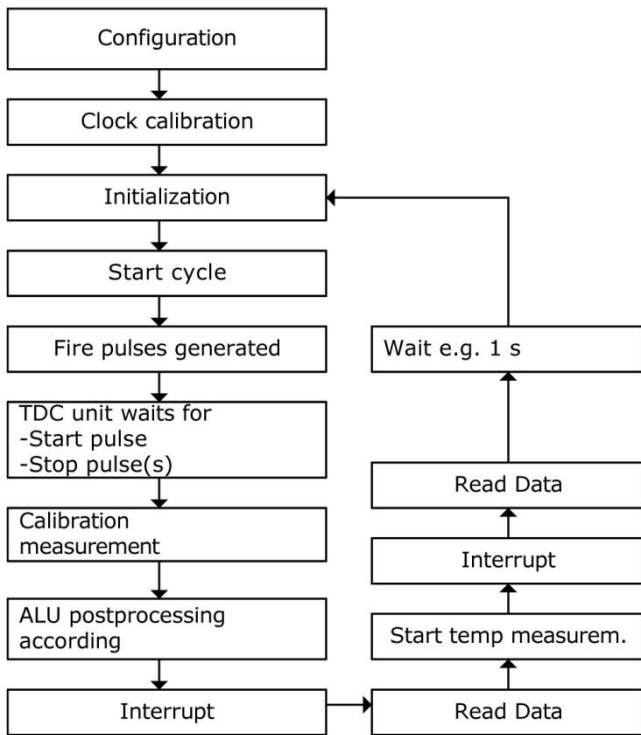 Configuration
Clock calibration
Initialization
Start cycle
Fire pulses generated
TDC unit waits for
-Start pulse
-Stop pulse(s)
Calibration
measurement
ALU postprocessing
according
Interrupt
Read Data
Start temp measurem.
Interrupt
Read Data
Wait e.g. 1 s